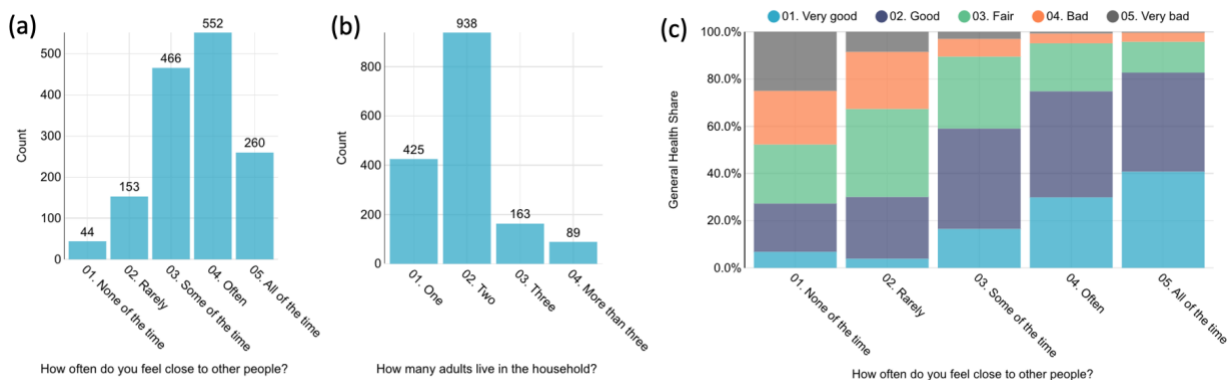 (a)
552
500
466
400
300
260
200
153
100
44
0
Count
01. None of the time
02. Rarely
03. Some of the time
04. Often
05. All of the time
How often do you feel close to other people?
(b)
938
800
600
425
400
200
163
89
0
Count
01. One
02. Two
03. Three
04. More than three
How many adults live in the household?
(c)
01. Very good 02. Good 03. Fair 04. Bad 05. Very bad
100.0%
80.0%
60.0%
40.0%
20.0%
0.0%
General Health Share
01. None of the time
02. Rarely
03. Some of the time
04. Often
05. All of the time
How often do you feel close to other people?